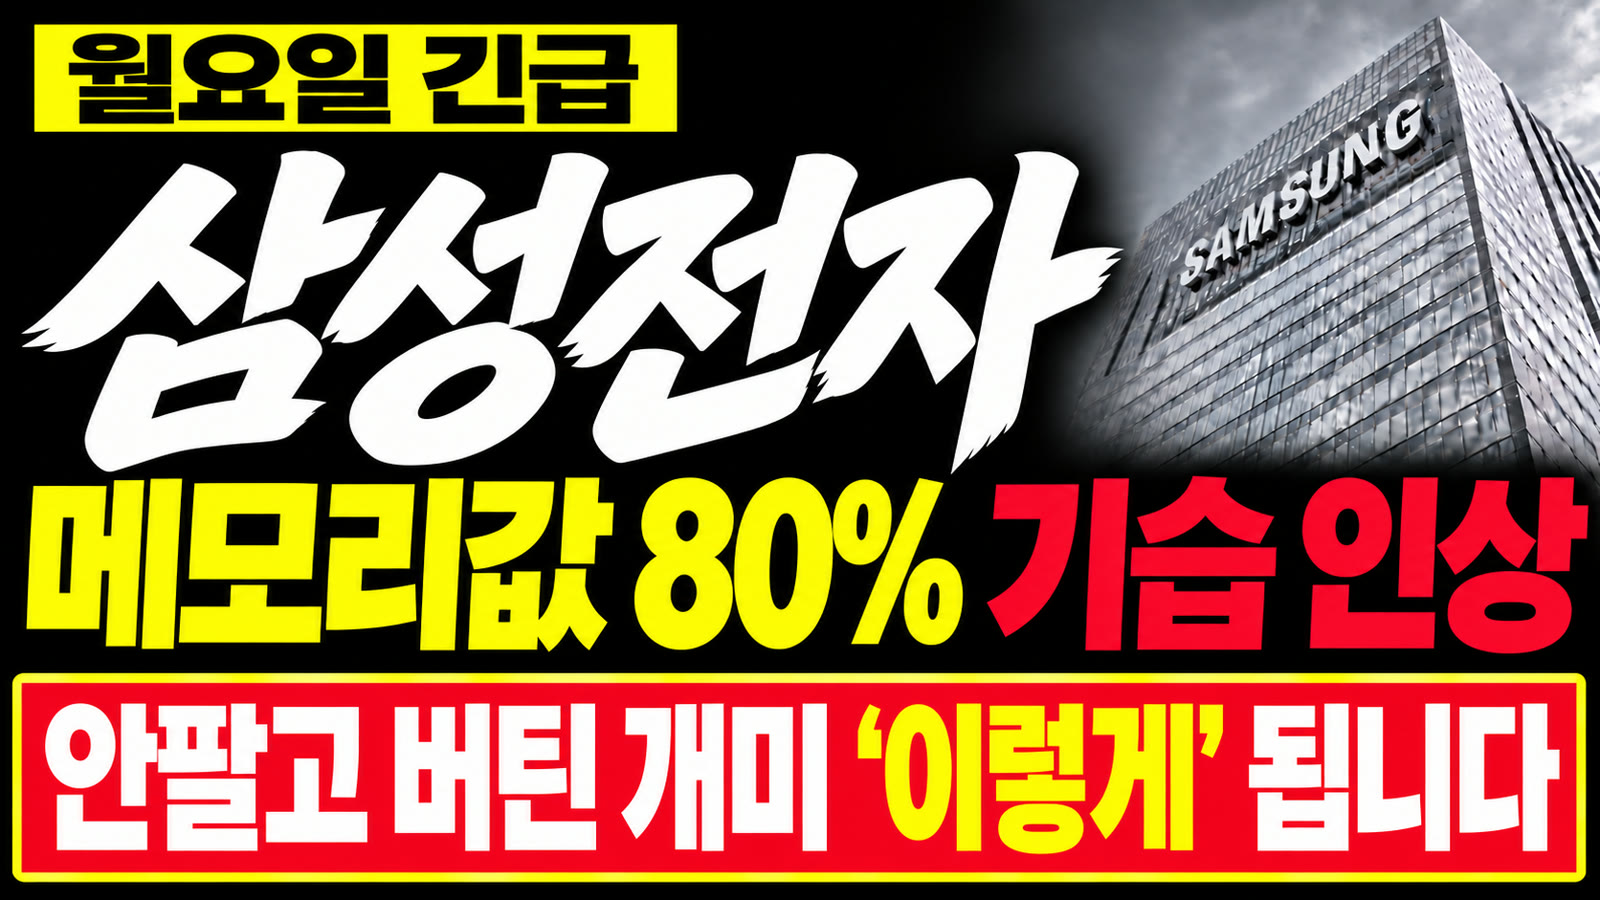 월요일 긴급
삼성전자
SAMSUNG
메모리값 80% 기습 인상
안팔고 버틴 개미 ‘이렇게’ 됩니다